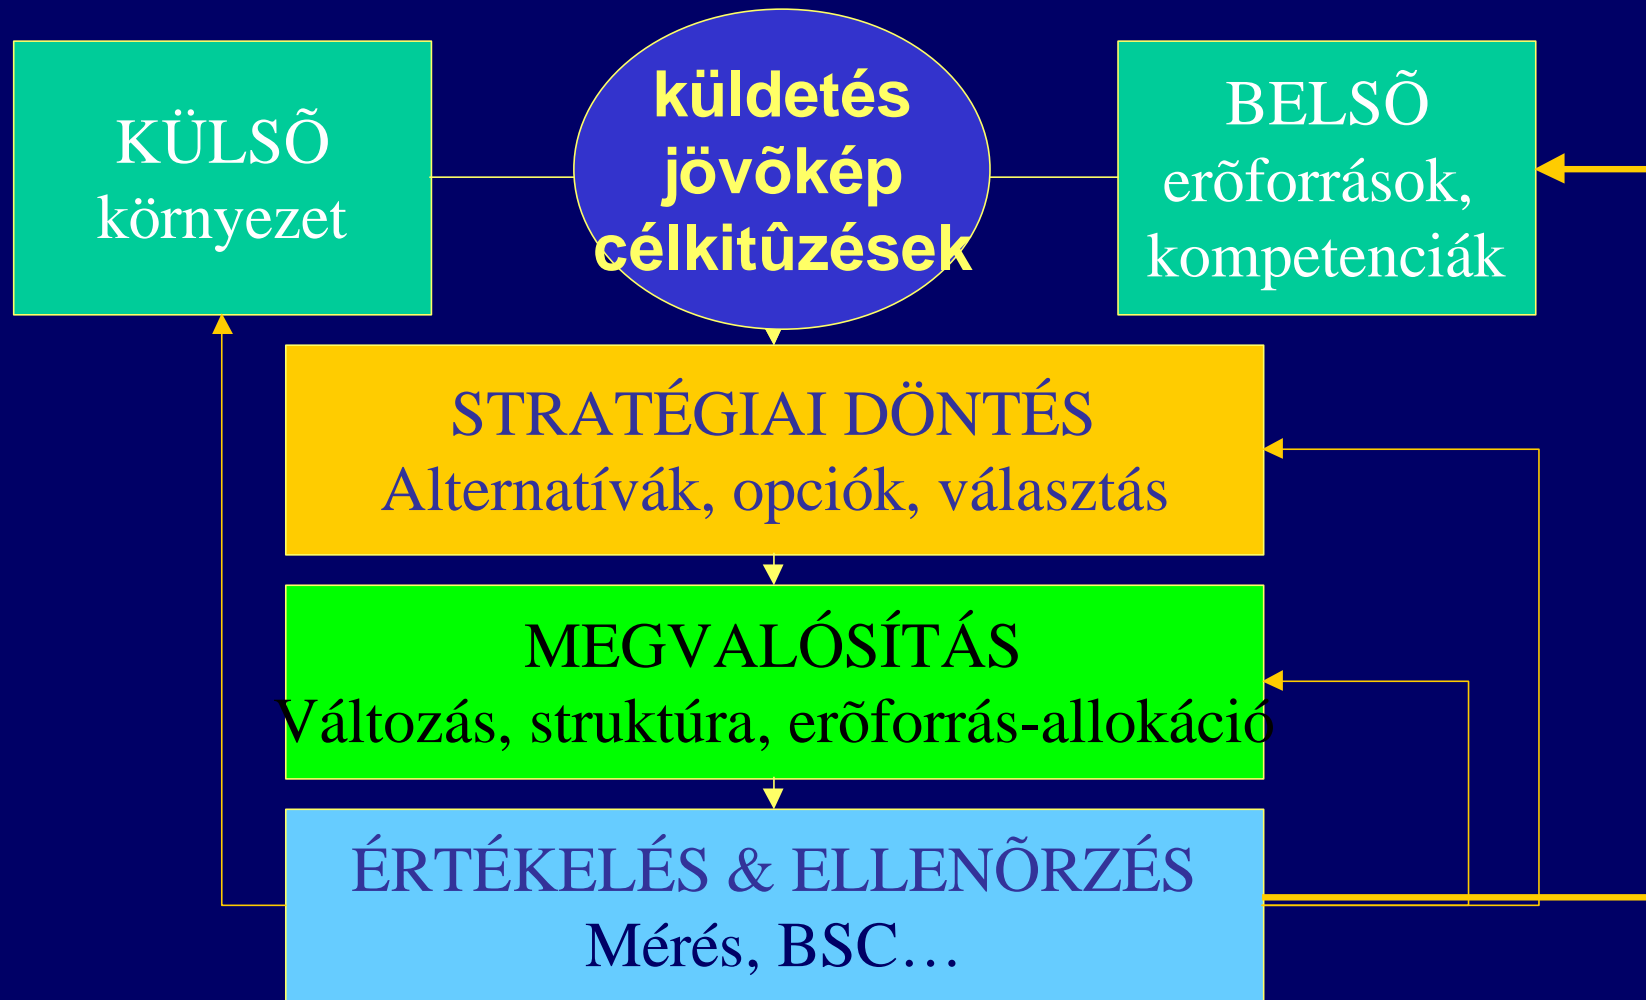 KÜLSÕ
környezet
küldetés
jövõkép
célkitûzések
BELSÕ
erõforrások,
kompetenciák
STRATÉGIAI DÖNTÉS
Alternatívák, opciók, választás
MEGVALÓSÍTÁS
Változás, struktúra, erõforrás-allokáció
ÉRTÉKELÉS & ELLENÕRZÉS
Mérés, BSC…